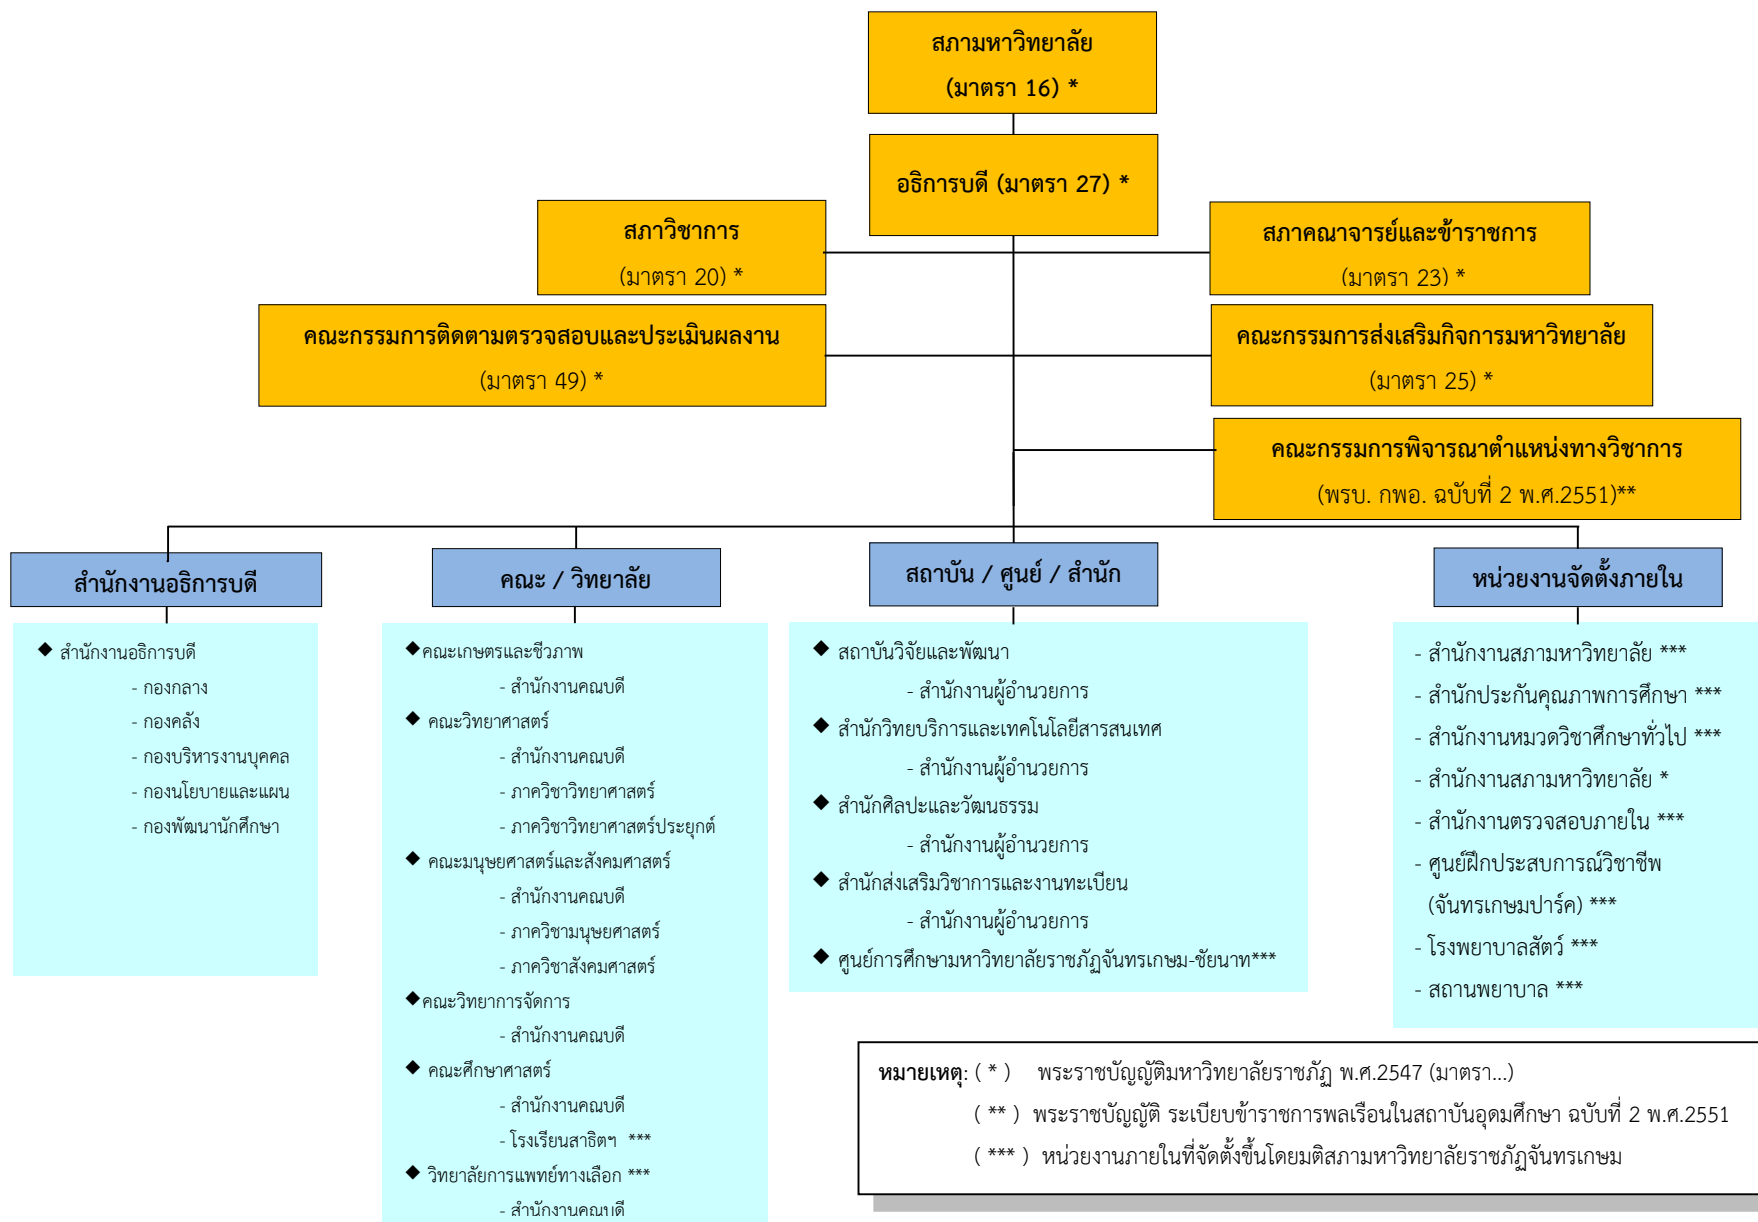 สภามหาวิทยาลัย
(มาตรา 16) *
อธิการบดี (มาตรา 27) *
สภาวิชาการ
(มาตรา 20) *
สภาคณาจารย์และข้าราชการ
(มาตรา 23) *
คณะกรรมการติดตามตรวจสอบและประเมินผลงาน
(มาตรา 49) *
คณะกรรมการส่งเสริมกิจการมหาวิทยาลัย
(มาตรา 25) *
คณะกรรมการพิจารณาตำแหน่งทางวิชาการ
(พรบ. กพอ. ฉบับที่ 2 พ.ศ.2551)**
สำนักงานอธิการบดี
◆ สำนักงานอธิการบดี
- กองกลาง
- กองคลัง
- กองบริหารงานบุคคล
- กองนโยบายและแผน
- กองพัฒนานักศึกษา
คณะ / วิทยาลัย
◆คณะเกษตรและชีวภาพ
- สำนักงานคณบดี
◆ คณะวิทยาศาสตร์
- สำนักงานคณบดี
- ภาควิชาวิทยาศาสตร์
- ภาควิชาวิทยาศาสตร์ประยุกต์
◆ คณะมนุษยศาสตร์และสังคมศาสตร์
- สำนักงานคณบดี
- ภาควิชามนุษยศาสตร์
- ภาควิชาสังคมศาสตร์
◆คณะวิทยาการจัดการ
- สำนักงานคณบดี
◆ คณะศึกษาศาสตร์
- สำนักงานคณบดี
- โรงเรียนสาธิตฯ ***
◆ วิทยาลัยการแพทย์ทางเลือก ***
- สำนักงานคณบดี
สถาบัน / ศูนย์ / สำนัก
◆ สถาบันวิจัยและพัฒนา
- สำนักงานผู้อำนวยการ
◆ สำนักวิทยบริการและเทคโนโลยีสารสนเทศ
- สำนักงานผู้อำนวยการ
◆ สำนักศิลปะและวัฒนธรรม
- สำนักงานผู้อำนวยการ
◆ สำนักส่งเสริมวิชาการและงานทะเบียน
- สำนักงานผู้อำนวยการ
◆ ศูนย์การศึกษามหาวิทยาลัยราชภัฏจันทรเกษม-ชัยนาท***
หน่วยงานจัดตั้งภายใน
- สำนักงานสภามหาวิทยาลัย ***
- สำนักประกันคุณภาพการศึกษา ***
- สำนักงานหมวดวิชาศึกษาทั่วไป ***
- สำนักงานสภามหาวิทยาลัย *
- สำนักงานตรวจสอบภายใน ***
- ศูนย์ฝึกประสบการณ์วิชาชีพ
(จันทรเกษมปาร์ค) ***
- โรงพยาบาลสัตว์ ***
- สถานพยาบาล ***
หมายเหตุ: ( * ) พระราชบัญญัติมหาวิทยาลัยราชภัฏ พ.ศ.2547 (มาตรา...)
( ** ) พระราชบัญญัติ ระเบียบข้าราชการพลเรือนในสถาบันอุดมศึกษา ฉบับที่ 2 พ.ศ.2551
( *** ) หน่วยงานภายในที่จัดตั้งขึ้นโดยมติสภามหาวิทยาลัยราชภัฏจันทรเกษม